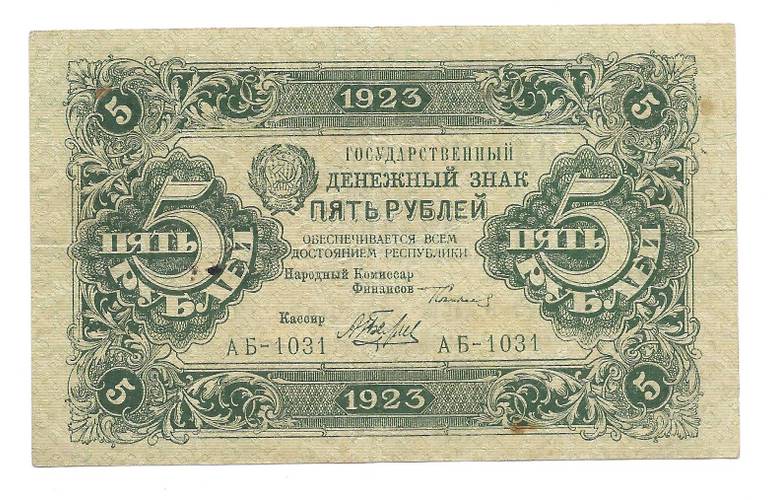 1923
5 5
ГОСУДАРСТВЕННЫЙ
ДЕНЕЖНЫЙ ЗНАК
ПЯТЬ РУБЛЕЙ
5 ПЯТЬ РУБЛЕЙ
5 ПЯТЬ РУБЛЕЙ
ОБЕСПЕЧИВАЕТСЯ ВСЕМ
ДОСТОЯНИЕМ РЕСПУБЛИКИ
Народный Комиссар
Финансов
Кассир
АБ-1031 АБ-1031
5 5
1923